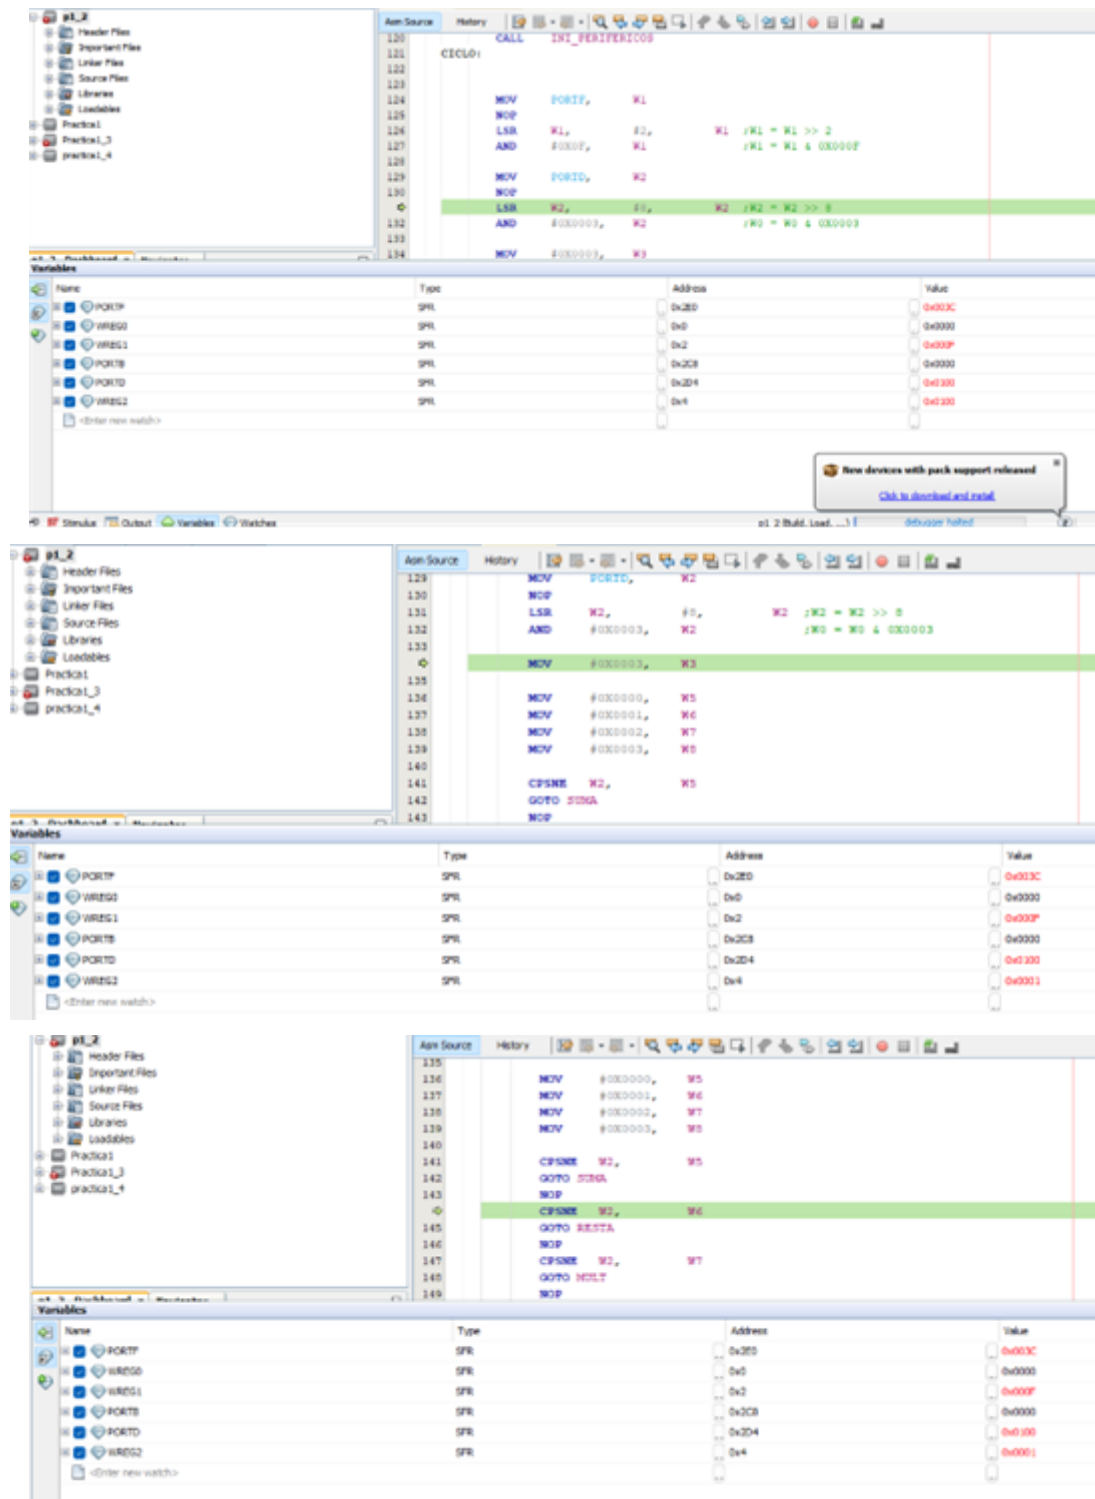 p1_2
Header Files
Important Files
Linker Files
Source Files
Libraries
Loadables
Practica1
Practica1_3
practica1_4
Asm Source History
120 CALL INI_PERIFERICOS
121 CICLO:
122
123
124 MOV PORTF, W1
125 NOP
126 LSR W1, #2, W1 ;W1 = W1 >> 2
127 AND #0X0F, W1 ;W1 = W1 & 0X000F
128
129 MOV PORTD, W2
130 NOP
LSR W2, #8, W2 ;W2 = W2 >> 8
132 AND #0X0003, W2 ;W0 = W0 & 0X0003
133
134 MOV #0X0003, W3
Variables
Name Type Address Value
PORTF SFR 0x2E0 0x003C
WREG0 SFR 0x0 0x0000
WREG1 SFR 0x2 0x000F
PORTB SFR 0x2C8 0x0000
PORTD SFR 0x2D4 0x0100
WREG2 SFR 0x4 0x0100
<Enter new watch>
New devices with pack support released
Click to download and install
Stimulus Output Variables Watches p1_2 (Build, Load, ...) debugger halted
p1_2
Header Files
Important Files
Linker Files
Source Files
Libraries
Loadables
Practica1
Practica1_3
practica1_4
Asm Source History
129 MOV PORTD, W2
130 NOP
131 LSR W2, #8, W2 ;W2 = W2 >> 8
132 AND #0X0003, W2 ;W0 = W0 & 0X0003
133
MOV #0X0003, W3
135
136 MOV #0X0000, W5
137 MOV #0X0001, W6
138 MOV #0X0002, W7
139 MOV #0X0003, W8
140
141 CPSNE W2, W5
142 GOTO SUMA
143 NOP
Variables
Name Type Address Value
PORTF SFR 0x2E0 0x003C
WREG0 SFR 0x0 0x0000
WREG1 SFR 0x2 0x000F
PORTB SFR 0x2C8 0x0000
PORTD SFR 0x2D4 0x0100
WREG2 SFR 0x4 0x0001
<Enter new watch>
p1_2
Header Files
Important Files
Linker Files
Source Files
Libraries
Loadables
Practica1
Practica1_3
practica1_4
Asm Source History
135
136 MOV #0X0000, W5
137 MOV #0X0001, W6
138 MOV #0X0002, W7
139 MOV #0X0003, W8
140
141 CPSNE W2, W5
142 GOTO SUMA
143 NOP
CPSNE W2, W6
145 GOTO RESTA
146 NOP
147 CPSNE W2, W7
148 GOTO MULT
149 NOP
Variables
Name Type Address Value
PORTF SFR 0x2E0 0x003C
WREG0 SFR 0x0 0x0000
WREG1 SFR 0x2 0x000F
PORTB SFR 0x2C8 0x0000
PORTD SFR 0x2D4 0x0100
WREG2 SFR 0x4 0x0001
<Enter new watch>